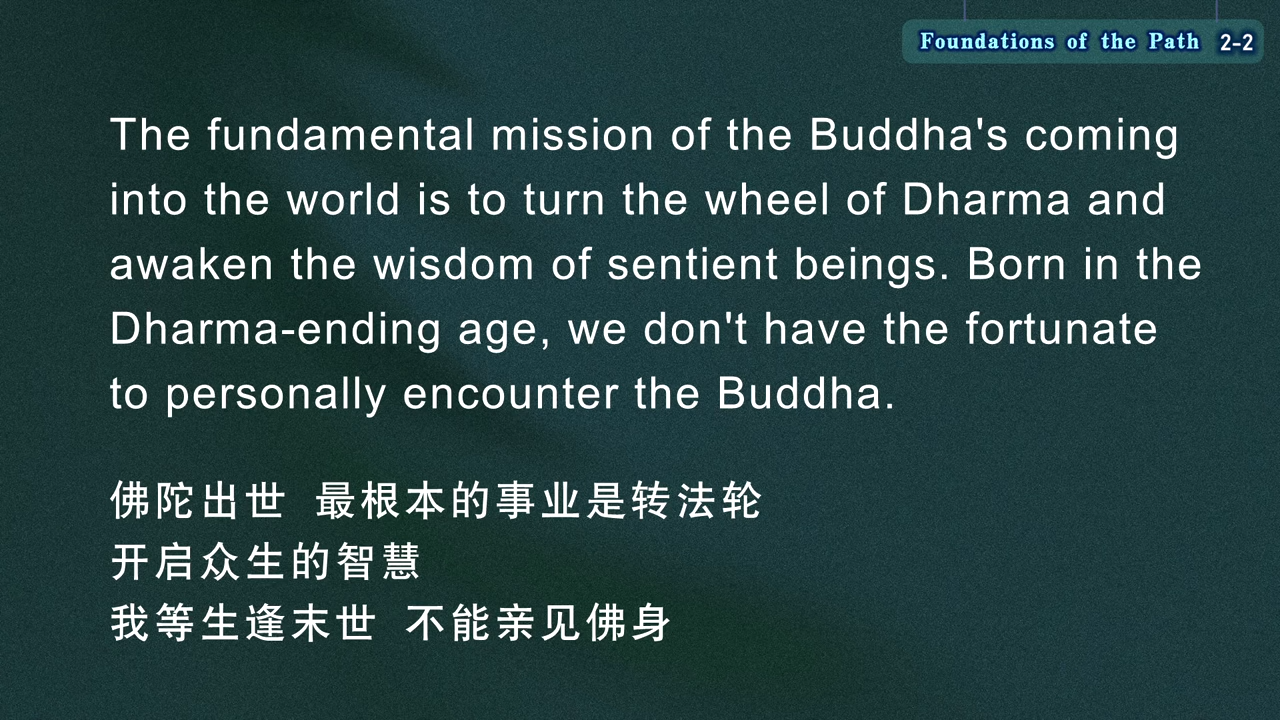 Foundations of the Path 2-2
The fundamental mission of the Buddha's coming
into the world is to turn the wheel of Dharma and
awaken the wisdom of sentient beings. Born in the
Dharma-ending age, we don't have the fortunate
to personally encounter the Buddha.
佛陀出世 最根本的事业是转法轮
开启众生的智慧
我等生逢末世 不能亲见佛身